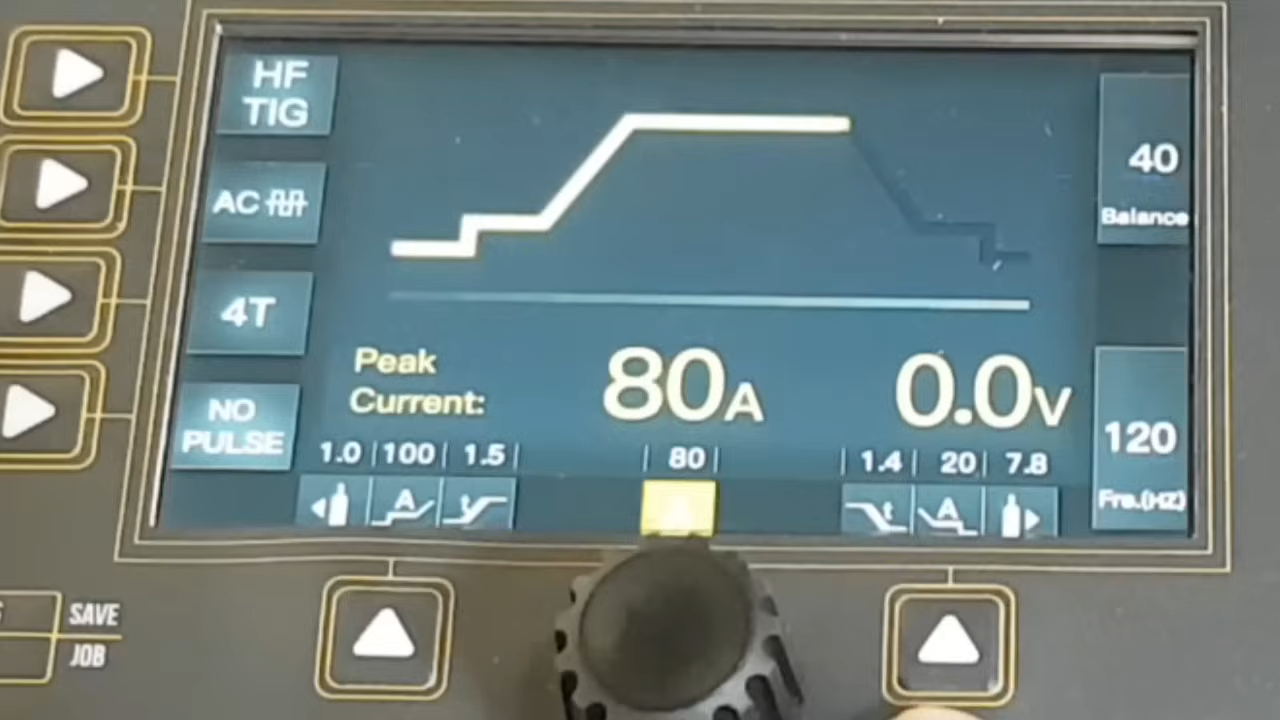 HF
TIG
AC
4T
NO
PULSE
40
Balance
120
Fre.(HZ)
Peak
Current:
80A
0.0V
1.0 100 1.5 80 1.4 20 7.8
A t t A
SAVE
JOB